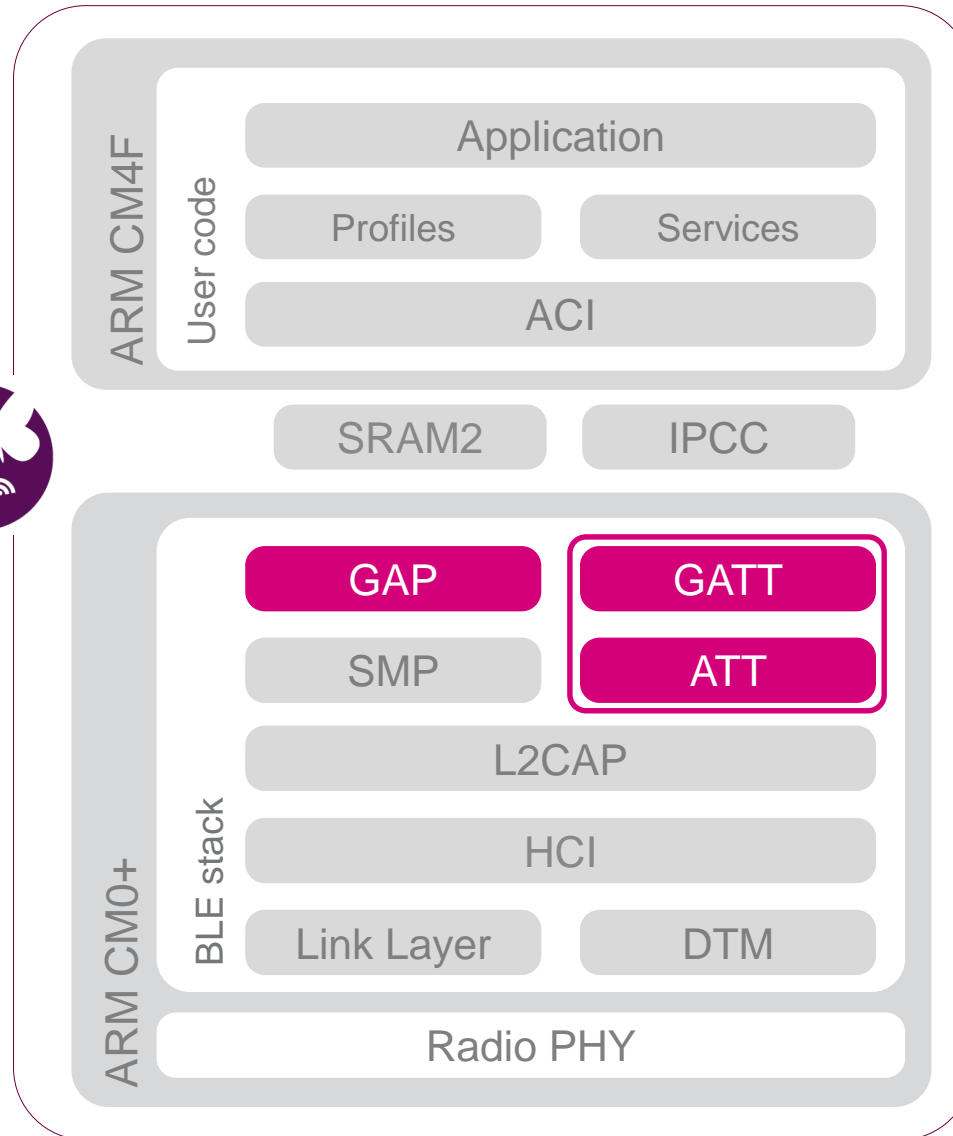 ARM CM4F
User code
Application
Profiles
Services
ACI
SRAM2
IPCC
ARM CM0+
BLE stack
GAP
GATT
SMP
ATT
L2CAP
HCI
Link Layer
DTM
Radio PHY